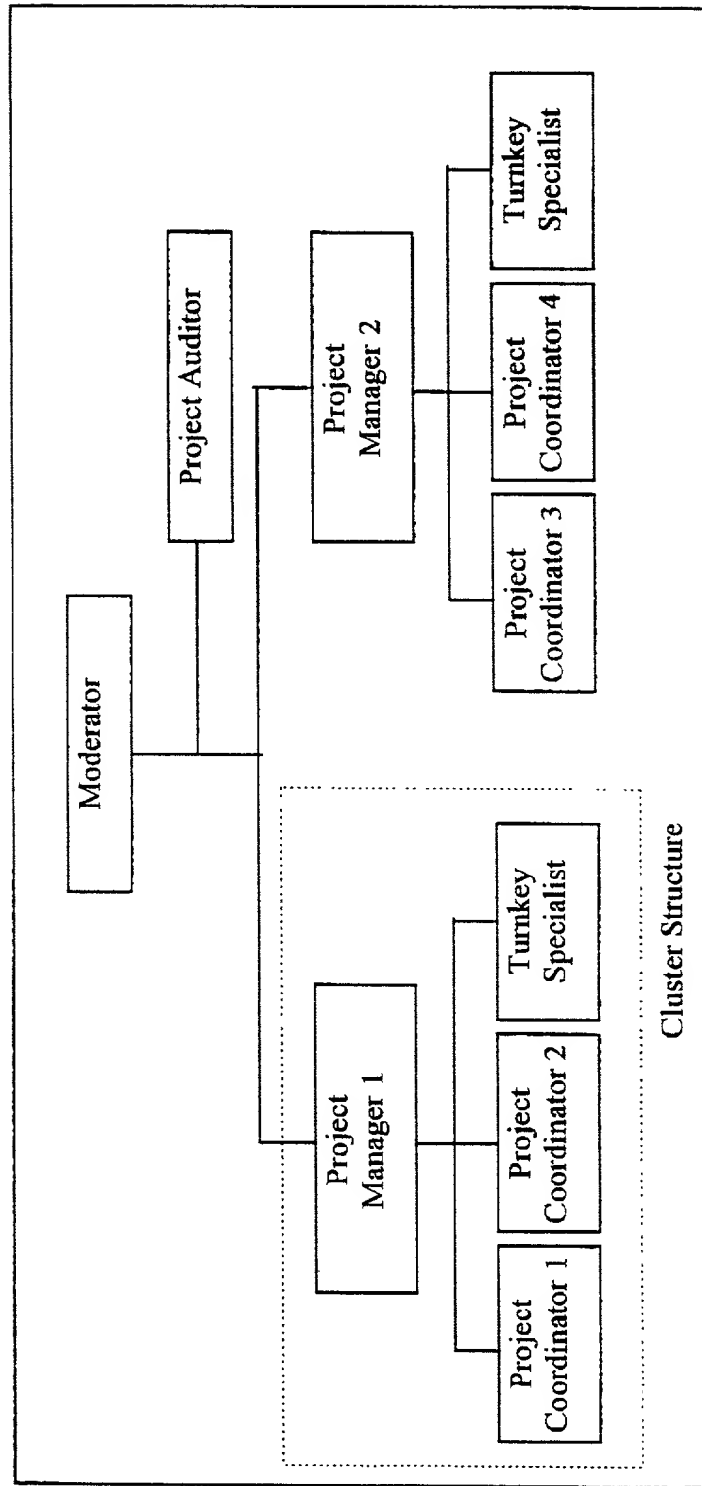 Moderator
Project Auditor
Project
Manager 1
Project
Manager 2
Project
Coordinator 1
Project
Coordinator 2
Turnkey
Specialist
Project
Coordinator 3
Project
Coordinator 4
Turnkey
Specialist
Cluster Structure